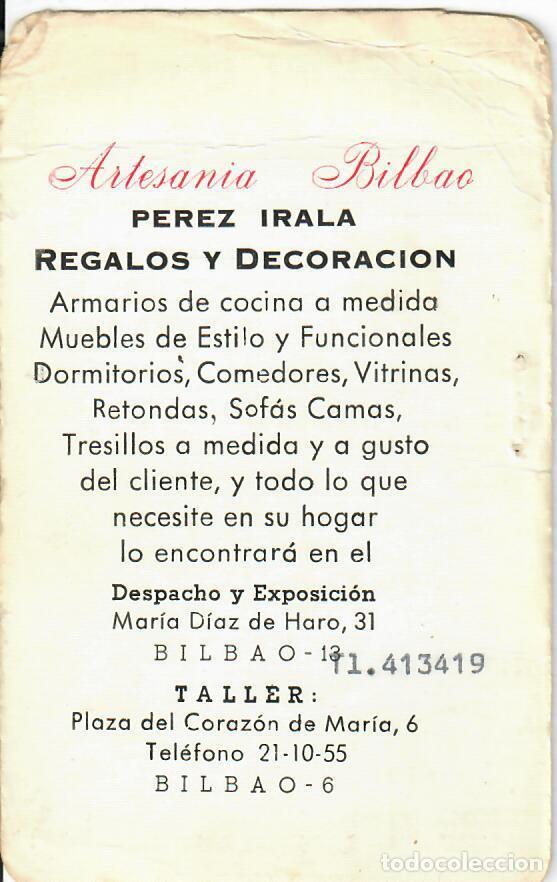 Artesania Bilbao
PEREZ IRALA
REGALOS Y DECORACION
Armarios de cocina a medida
Muebles de Estilo y Funcionales
Dormitorios, Comedores, Vitrinas,
Retondas, Sofás Camas,
Tresillos a medida y a gusto
del cliente, y todo lo que
necesite en su hogar
lo encontrará en el
Despacho y Exposición
María Díaz de Haro, 31
BILBAO-13 Tl.413419
TALLER:
Plaza del Corazón de María, 6
Teléfono 21-10-55
BILBAO-6
todocoleccion